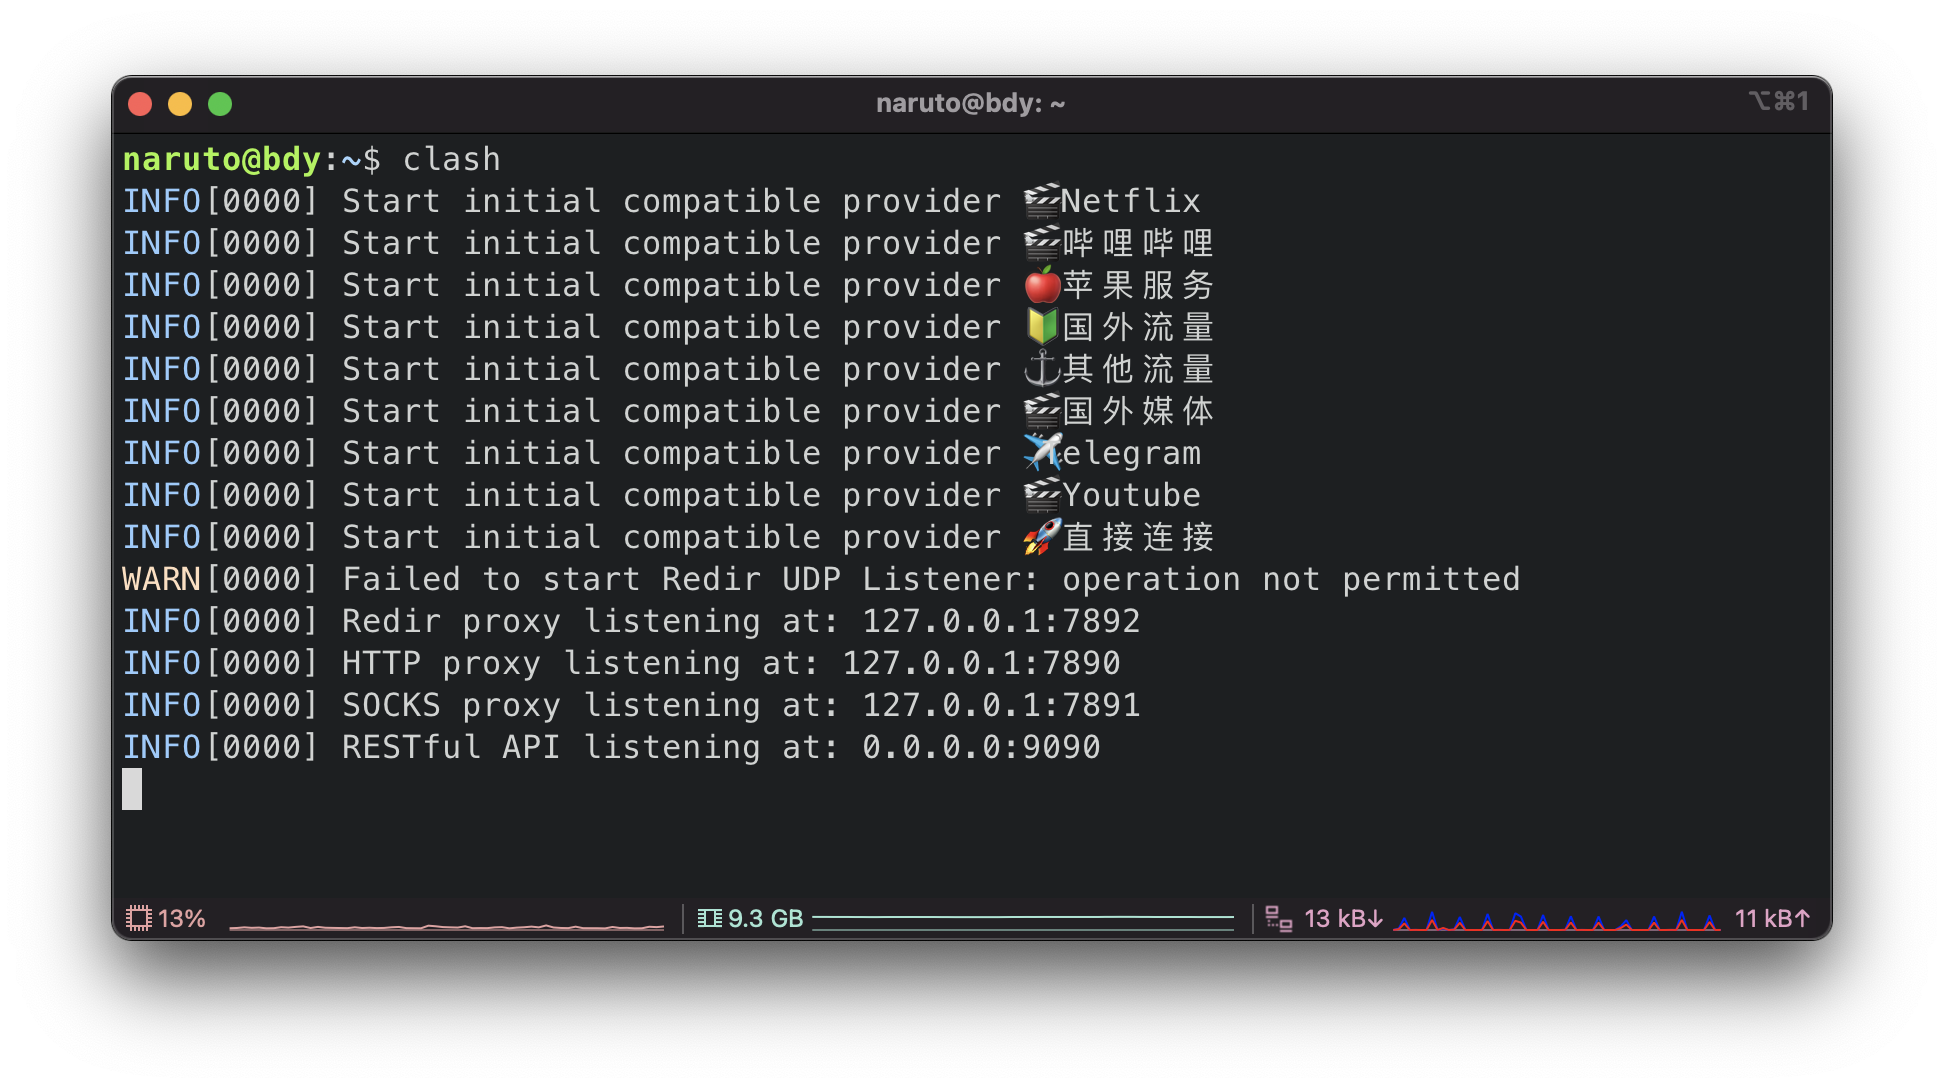 naruto@bdy: ~
⌥⌘1
naruto@bdy:~$ clash
INFO[0000] Start initial compatible provider 🎬Netflix
INFO[0000] Start initial compatible provider 🎬哔哩哔哩
INFO[0000] Start initial compatible provider 🍎苹果服务
INFO[0000] Start initial compatible provider 🔰国外流量
INFO[0000] Start initial compatible provider ⚓️其他流量
INFO[0000] Start initial compatible provider 🎬国外媒体
INFO[0000] Start initial compatible provider ✈️Telegram
INFO[0000] Start initial compatible provider 🎬Youtube
INFO[0000] Start initial compatible provider 🚀直接连接
WARN[0000] Failed to start Redir UDP Listener: operation not permitted
INFO[0000] Redir proxy listening at: 127.0.0.1:7892
INFO[0000] HTTP proxy listening at: 127.0.0.1:7890
INFO[0000] SOCKS proxy listening at: 127.0.0.1:7891
INFO[0000] RESTful API listening at: 0.0.0.0:9090
13% 9.3 GB 13 kB↓ 11 kB↑